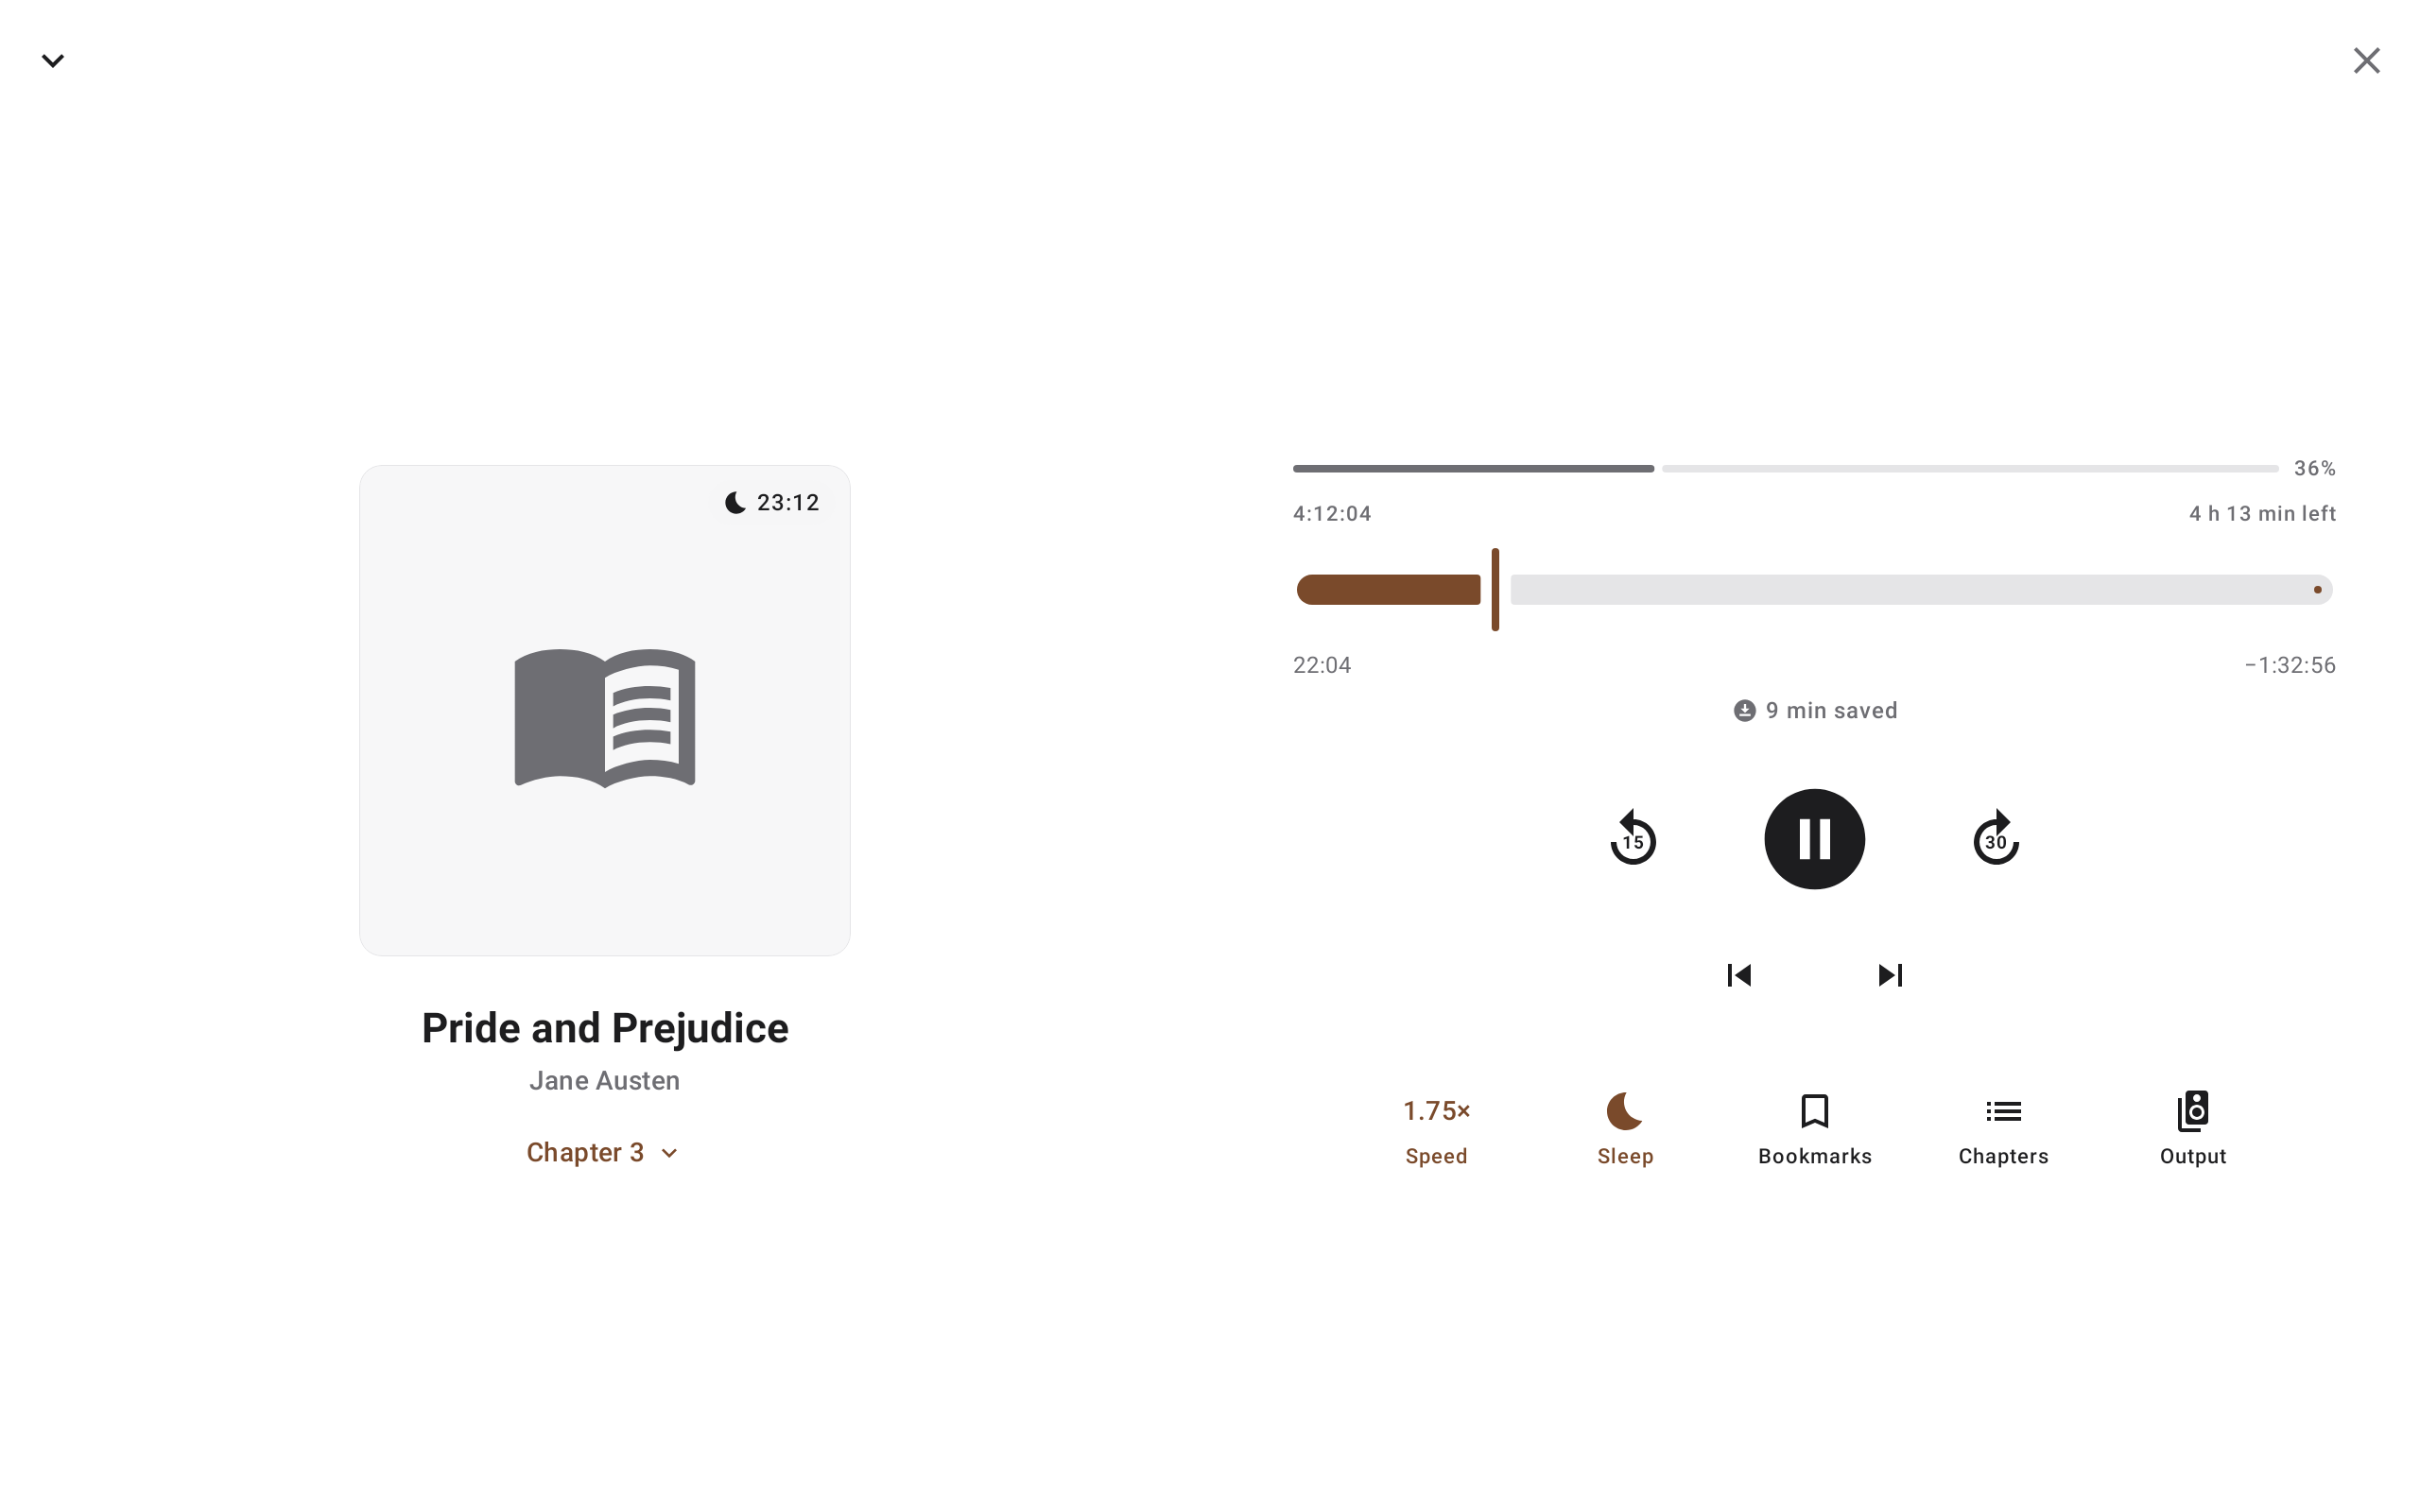 23:12
Pride and Prejudice
Jane Austen
Chapter 3
36%
4:12:04
4 h 13 min left
22:04
−1:32:56
9 min saved
15
30
1.75×
Speed
Sleep
Bookmarks
Chapters
Output